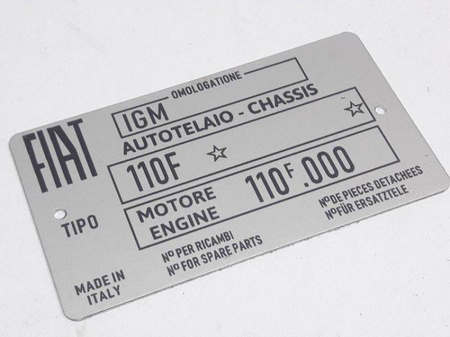 FIAT
OMOLOGATIONE
IGM
AUTOTELAIO - CHASSIS
TIPO
110F ☆ ☆
MOTORE
ENGINE
110F.000
Nº PER RICAMBI
Nº FOR SPARE PARTS
Nº DE PIECES DETACHEES
Nº FÜR ERSATZTELE
MADE IN
ITALY